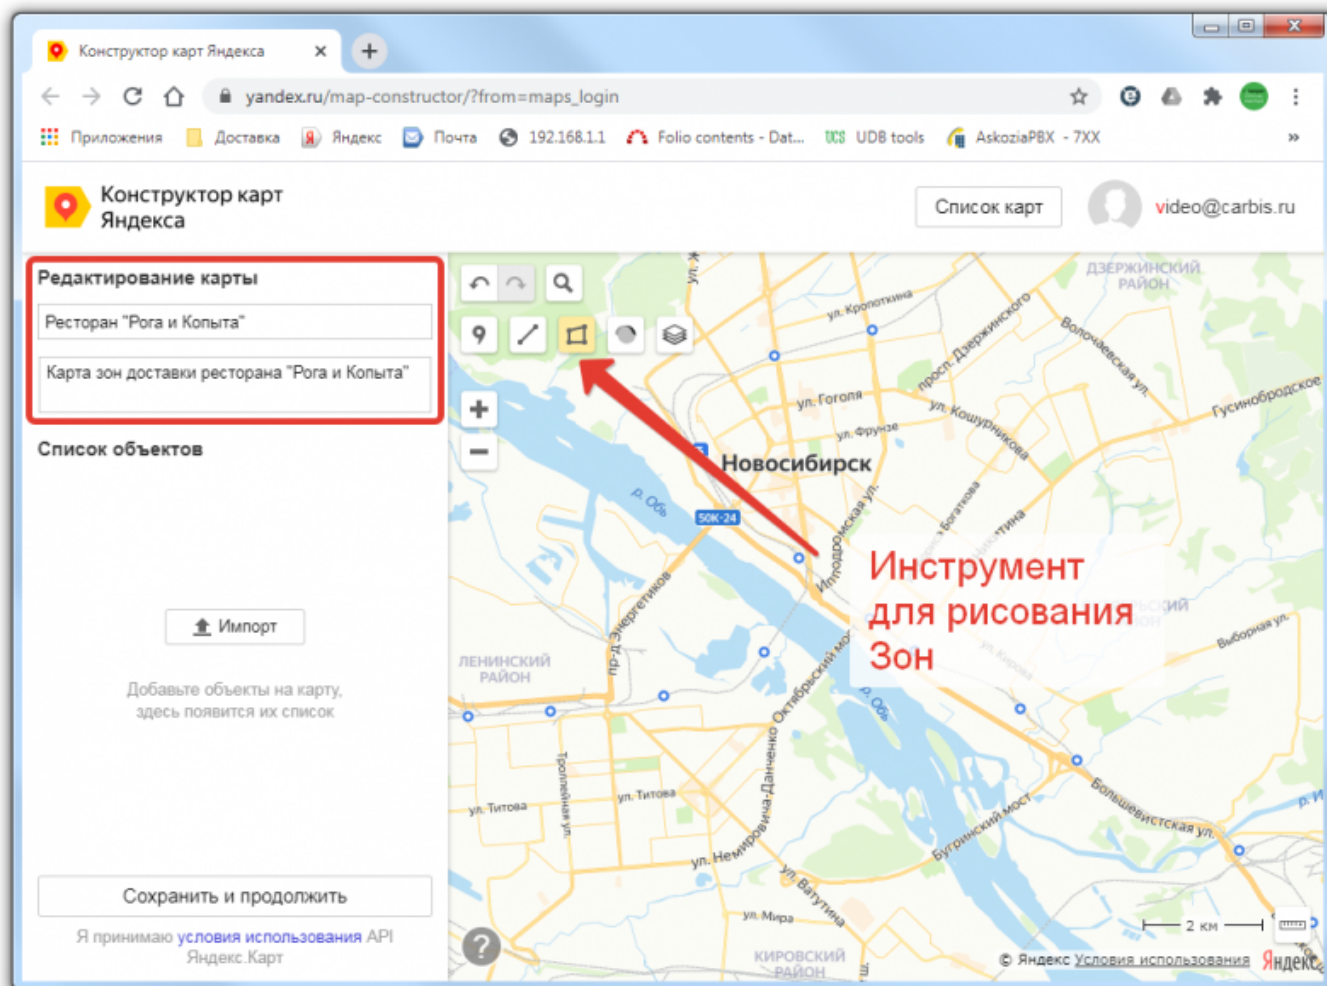 Конструктор карт Яндекса
yandex.ru/map-constructor/?from=maps_login
Приложения Доставка Яндекс Почта 192.168.1.1 Folio contents - Dat... UCS UDB tools AskoziaPBX - 7XX »
Конструктор карт
Яндекса
Список карт
video@carbis.ru
Редактирование карты
Ресторан "Рога и Копыта"
Карта зон доставки ресторана "Рога и Копыта"
Список объектов
Импорт
Добавьте объекты на карту,
здесь появится их список
Сохранить и продолжить
Я принимаю условия использования API
Яндекс.Карт
ДЗЕРЖИНСКИЙ
РАЙОН
ул. Кропоткина
просп. Дзержинского
Волочаевская ул.
Гусинобродское
ул. Гоголя
ул. Кошурникова
ул. Фрунзе
Новосибирск
р. Обь
50К-24
Ипподромская ул.
Инструмент
для рисования
Зон
Выборная ул.
ул. Кирова
пр-д Энергетиков
ЛЕНИНСКИЙ
РАЙОН
Октябрьский мост
р. Обь
Троллейная ул.
ул. Титова
ул. Титова
ул. Немировича-Данченко
Бугринский мост
Большевистская ул.
ул. Ватутина
ул. Мира
КИРОВСКИЙ
РАЙОН
2 км
© Яндекс Условия использования Яндекс